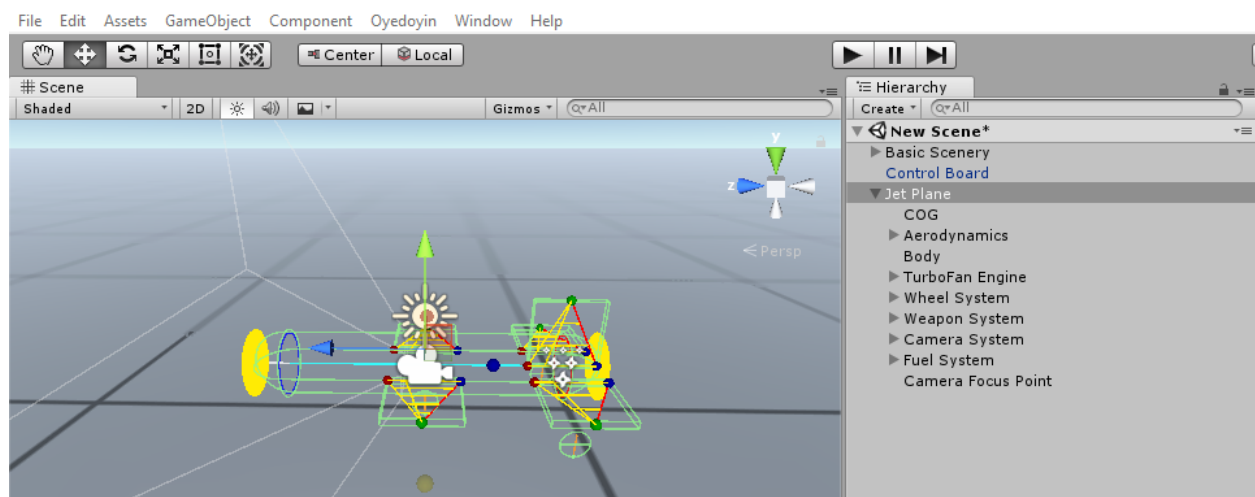 File Edit Assets GameObject Component Oyedoyin Window Help
Center Local
Scene
Shaded 2D Gizmos All
y
z
Persp
Hierarchy
Create All
New Scene*
Basic Scenery
Control Board
Jet Plane
COG
Aerodynamics
Body
TurboFan Engine
Wheel System
Weapon System
Camera System
Fuel System
Camera Focus Point